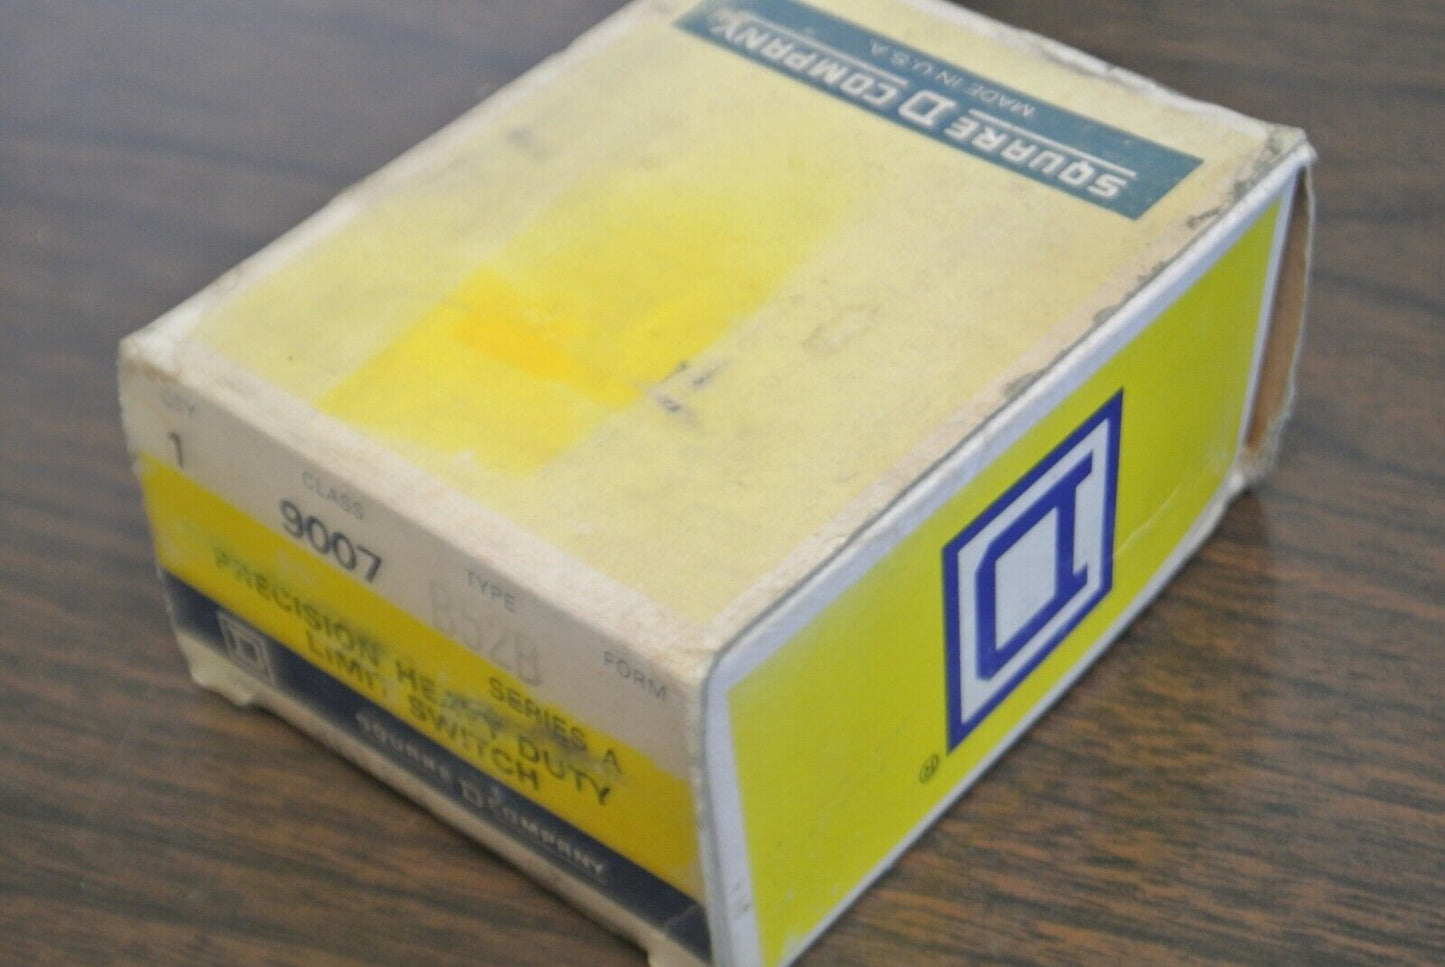 SQUARE D COMPANY
MADE IN U.S.A.
QTY
1
CLASS
9007
TYPE
B52B
FORM
SERIES A
PRECISION HEAVY DUTY
LIMIT SWITCH
D
SQUARE D COMPANY
D
®